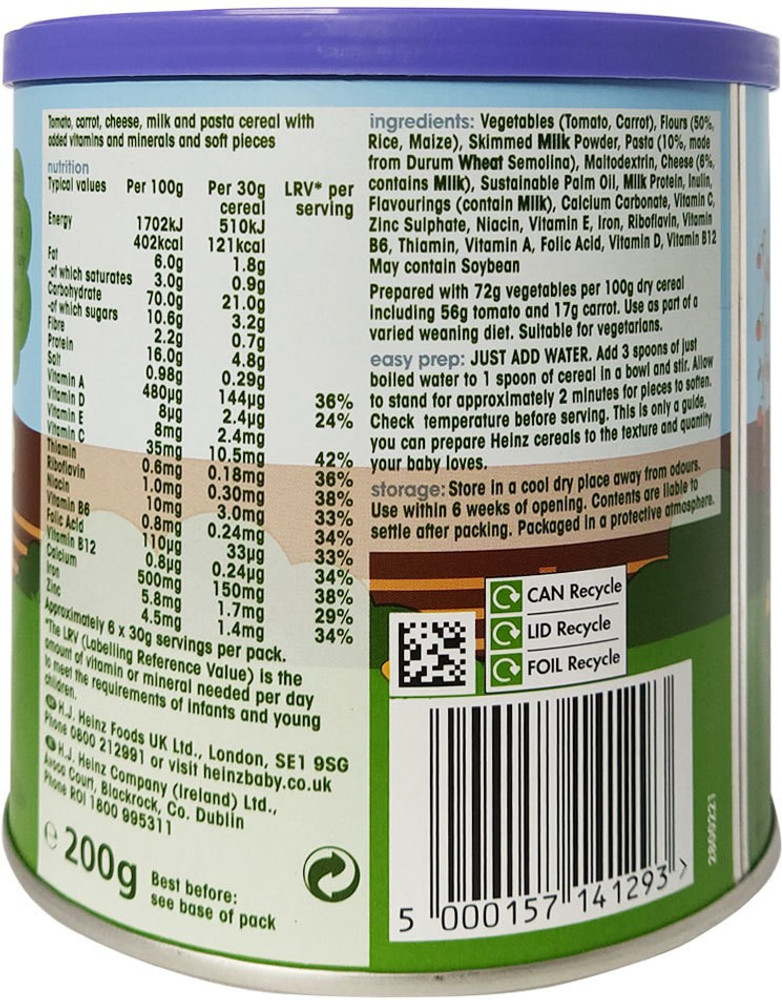 Tomato, carrot, cheese, milk and pasta cereal with
added vitamins and minerals and soft pieces
nutrition
Typical values Per 100g Per 30g cereal LRV* per serving
Energy 1702kJ 510kJ
402kcal 121kcal
Fat 6.0g 1.8g
-of which saturates 3.0g 0.9g
Carbohydrate 70.0g 21.0g
-of which sugars 10.6g 3.2g
Fibre 2.2g 0.7g
Protein 16.0g 4.8g
Salt 0.98g 0.29g
Vitamin A 480µg 144µg 36%
Vitamin D 8µg 2.4µg 24%
Vitamin E 8mg 2.4mg
Vitamin C 35mg 10.5mg 42%
Thiamin 0.6mg 0.18mg 36%
Riboflavin 1.0mg 0.30mg 38%
Niacin 10mg 3.0mg 33%
Vitamin B6 0.8mg 0.24mg 34%
Folic Acid 110µg 33µg 33%
Vitamin B12 0.8µg 0.24µg 34%
Calcium 500mg 150mg 38%
Iron 5.8mg 1.7mg 29%
Zinc 4.5mg 1.4mg 34%
Approximately 6 x 30g servings per pack.
*The LRV (Labelling Reference Value) is the
amount of vitamin or mineral needed per day
to meet the requirements of infants and young
children.
H.J. Heinz Foods UK Ltd., London, SE1 9SG
Phone 0800 212991 or visit heinzbaby.co.uk
H.J. Heinz Company (Ireland) Ltd.,
Avoca Court, Blackrock, Co. Dublin
Phone ROI 1800 995311
e 200g
Best before:
see base of pack
ingredients: Vegetables (Tomato, Carrot), Flours (50%,
Rice, Maize), Skimmed Milk Powder, Pasta (10%, made
from Durum Wheat Semolina), Maltodextrin, Cheese (6%,
contains Milk), Sustainable Palm Oil, Milk Protein, Inulin,
Flavourings (contain Milk), Calcium Carbonate, Vitamin C,
Zinc Sulphate, Niacin, Vitamin E, Iron, Riboflavin, Vitamin
B6, Thiamin, Vitamin A, Folic Acid, Vitamin D, Vitamin B12
May contain Soybean
Prepared with 72g vegetables per 100g dry cereal
including 56g tomato and 17g carrot. Use as part of a
varied weaning diet. Suitable for vegetarians.
easy prep: JUST ADD WATER. Add 3 spoons of just
boiled water to 1 spoon of cereal in a bowl and stir. Allow
to stand for approximately 2 minutes for pieces to soften.
Check temperature before serving. This is only a guide,
you can prepare Heinz cereals to the texture and quantity
your baby loves.
storage: Store in a cool dry place away from odours.
Use within 6 weeks of opening. Contents are liable to
settle after packing. Packaged in a protective atmosphere.
CAN Recycle
LID Recycle
FOIL Recycle
5 000157 141293 >
2800221